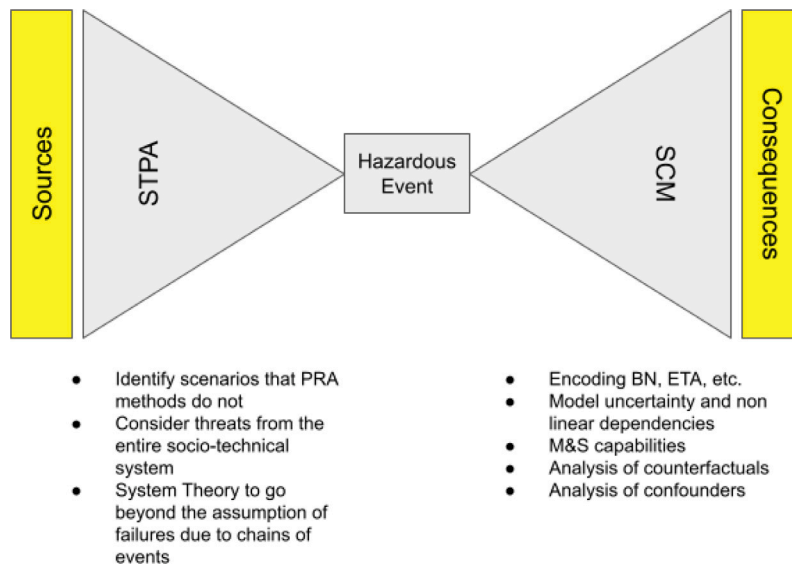 Sources
STPA
Hazardous
Event
SCM
Consequences
● Identify scenarios that PRA
methods do not
● Consider threats from the
entire socio-technical
system
● System Theory to go
beyond the assumption of
failures due to chains of
events
● Encoding BN, ETA, etc.
● Model uncertainty and non
linear dependencies
● M&S capabilities
● Analysis of counterfactuals
● Analysis of confounders